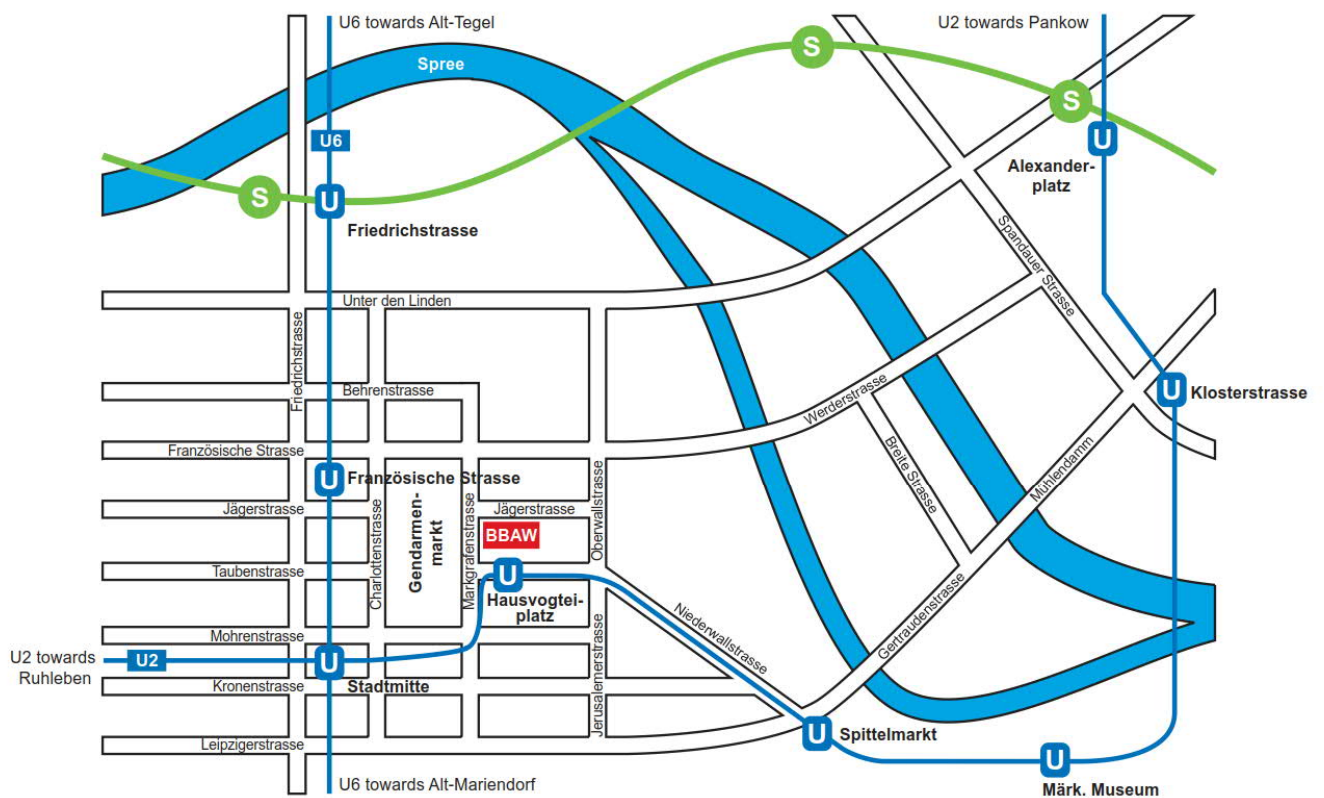 U6 towards Alt-Tegel
U2 towards Pankow
S
Spree
S
U6
U
Alexander-
platz
S
U
Friedrichstrasse
Spandauer Strasse
Unter den Linden
Friedrichstrasse
Behrenstrasse
Werderstrasse
U
Klosterstrasse
Französische Strasse
Breite Strasse
Mühlendamm
U
Französische Strasse
Jägerstrasse
Jägerstrasse
Charlottenstrasse
Gendarmen-
markt
Markgrafenstrasse
BBAW
Oberwallstrasse
Taubenstrasse
U
Hausvogtei-
platz
Niederwallstrasse
Gertraudenstrasse
Mohrenstrasse
Jerusalemerstrasse
U2 towards
Ruhleben
U2
U
Stadtmitte
Kronenstrasse
Leipzigerstrasse
U
Spittelmarkt
U
Märk. Museum
U6 towards Alt-Mariendorf
S